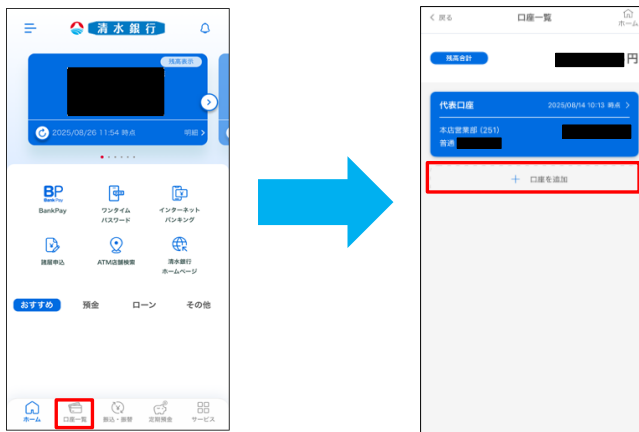 清水銀行
残高表示
2025/08/26 11:54 時点
明細
BP
Bank Pay
BankPay
ワンタイム
パスワード
インターネット
バンキング
諸届申込
ATM店舗検索
清水銀行
ホームページ
おすすめ
預金
ローン
その他
ホーム
口座一覧
振込・振替
定期預金
サービス
戻る
口座一覧
ホーム
残高合計
円
代表口座
2025/08/14 10:13 時点
本店営業部 (251)
普通
+ 口座を追加